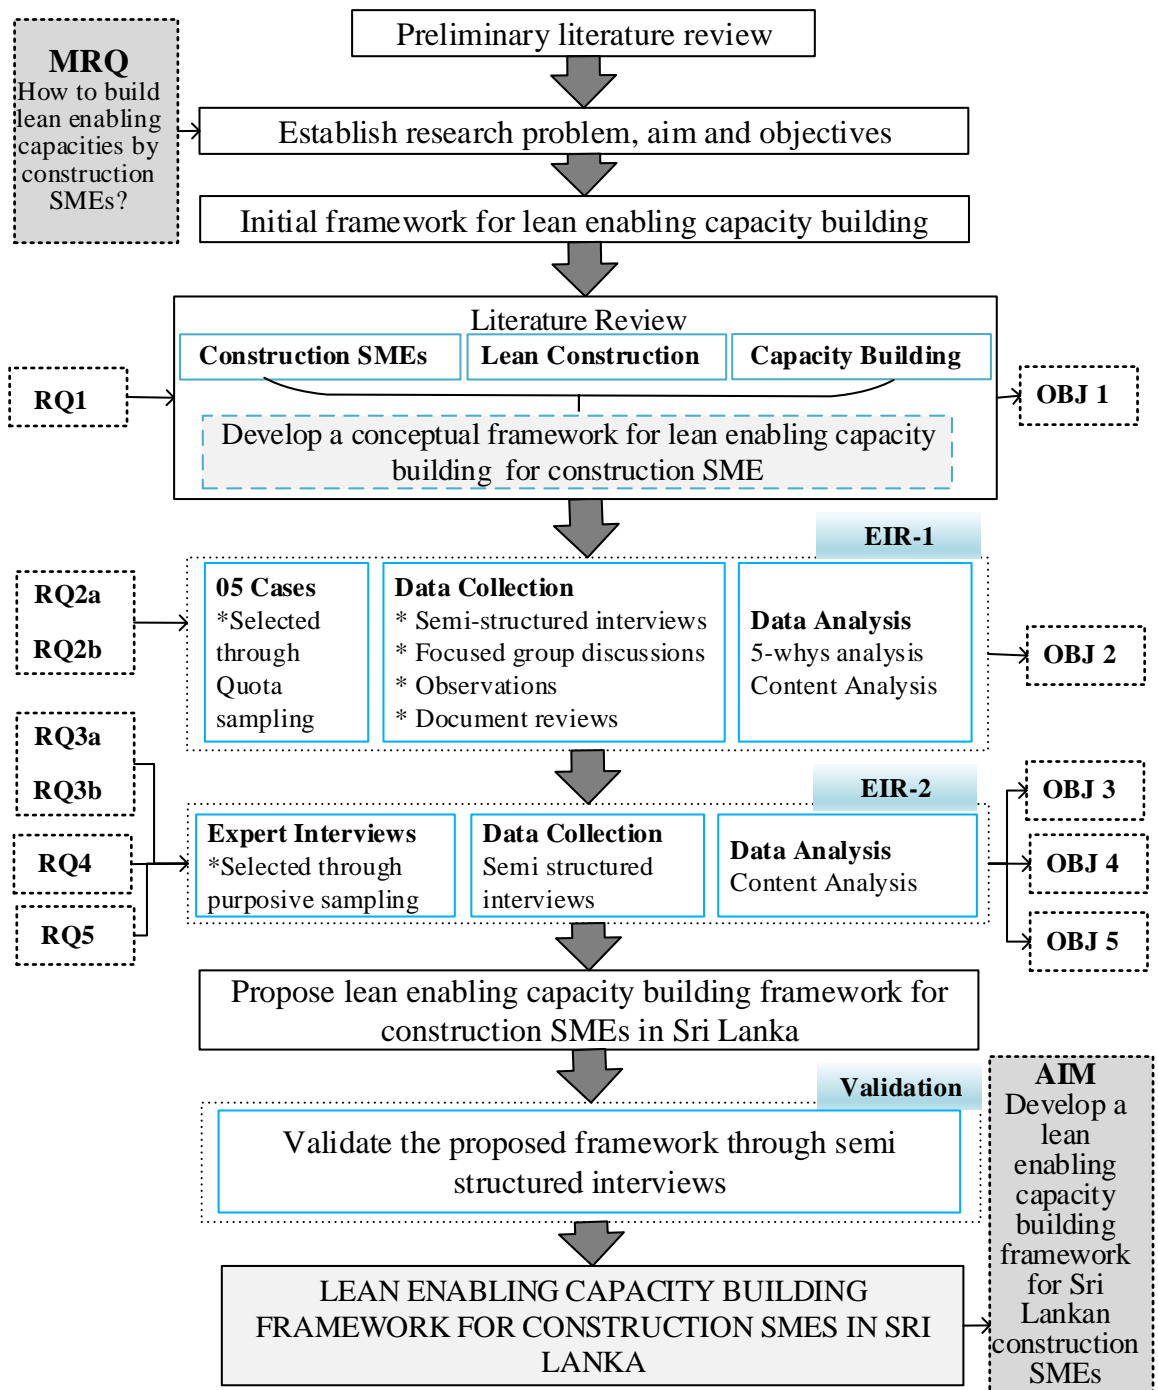 Preliminary literature review
MRQ
How to build
lean enabling
capacities by
construction
SMEs?
Establish research problem, aim and objectives
Initial framework for lean enabling capacity building
Literature Review
Construction SMEs
Lean Construction
Capacity Building
RQ1
OBJ 1
Develop a conceptual framework for lean enabling capacity
building for construction SME
EIR-1
RQ2a
RQ2b
05 Cases
*Selected
through
Quota
sampling
Data Collection
* Semi-structured interviews
* Focused group discussions
* Observations
* Document reviews
Data Analysis
5-whys analysis
Content Analysis
OBJ 2
RQ3a
RQ3b
RQ4
RQ5
EIR-2
Expert Interviews
*Selected through
purposive sampling
Data Collection
Semi structured
interviews
Data Analysis
Content Analysis
OBJ 3
OBJ 4
OBJ 5
Propose lean enabling capacity building framework for
construction SMEs in Sri Lanka
Validation
Validate the proposed framework through semi
structured interviews
LEAN ENABLING CAPACITY BUILDING
FRAMEWORK FOR CONSTRUCTION SMES IN SRI
LANKA
AIM
Develop a
lean
enabling
capacity
building
framework
for Sri
Lankan
construction
SMEs